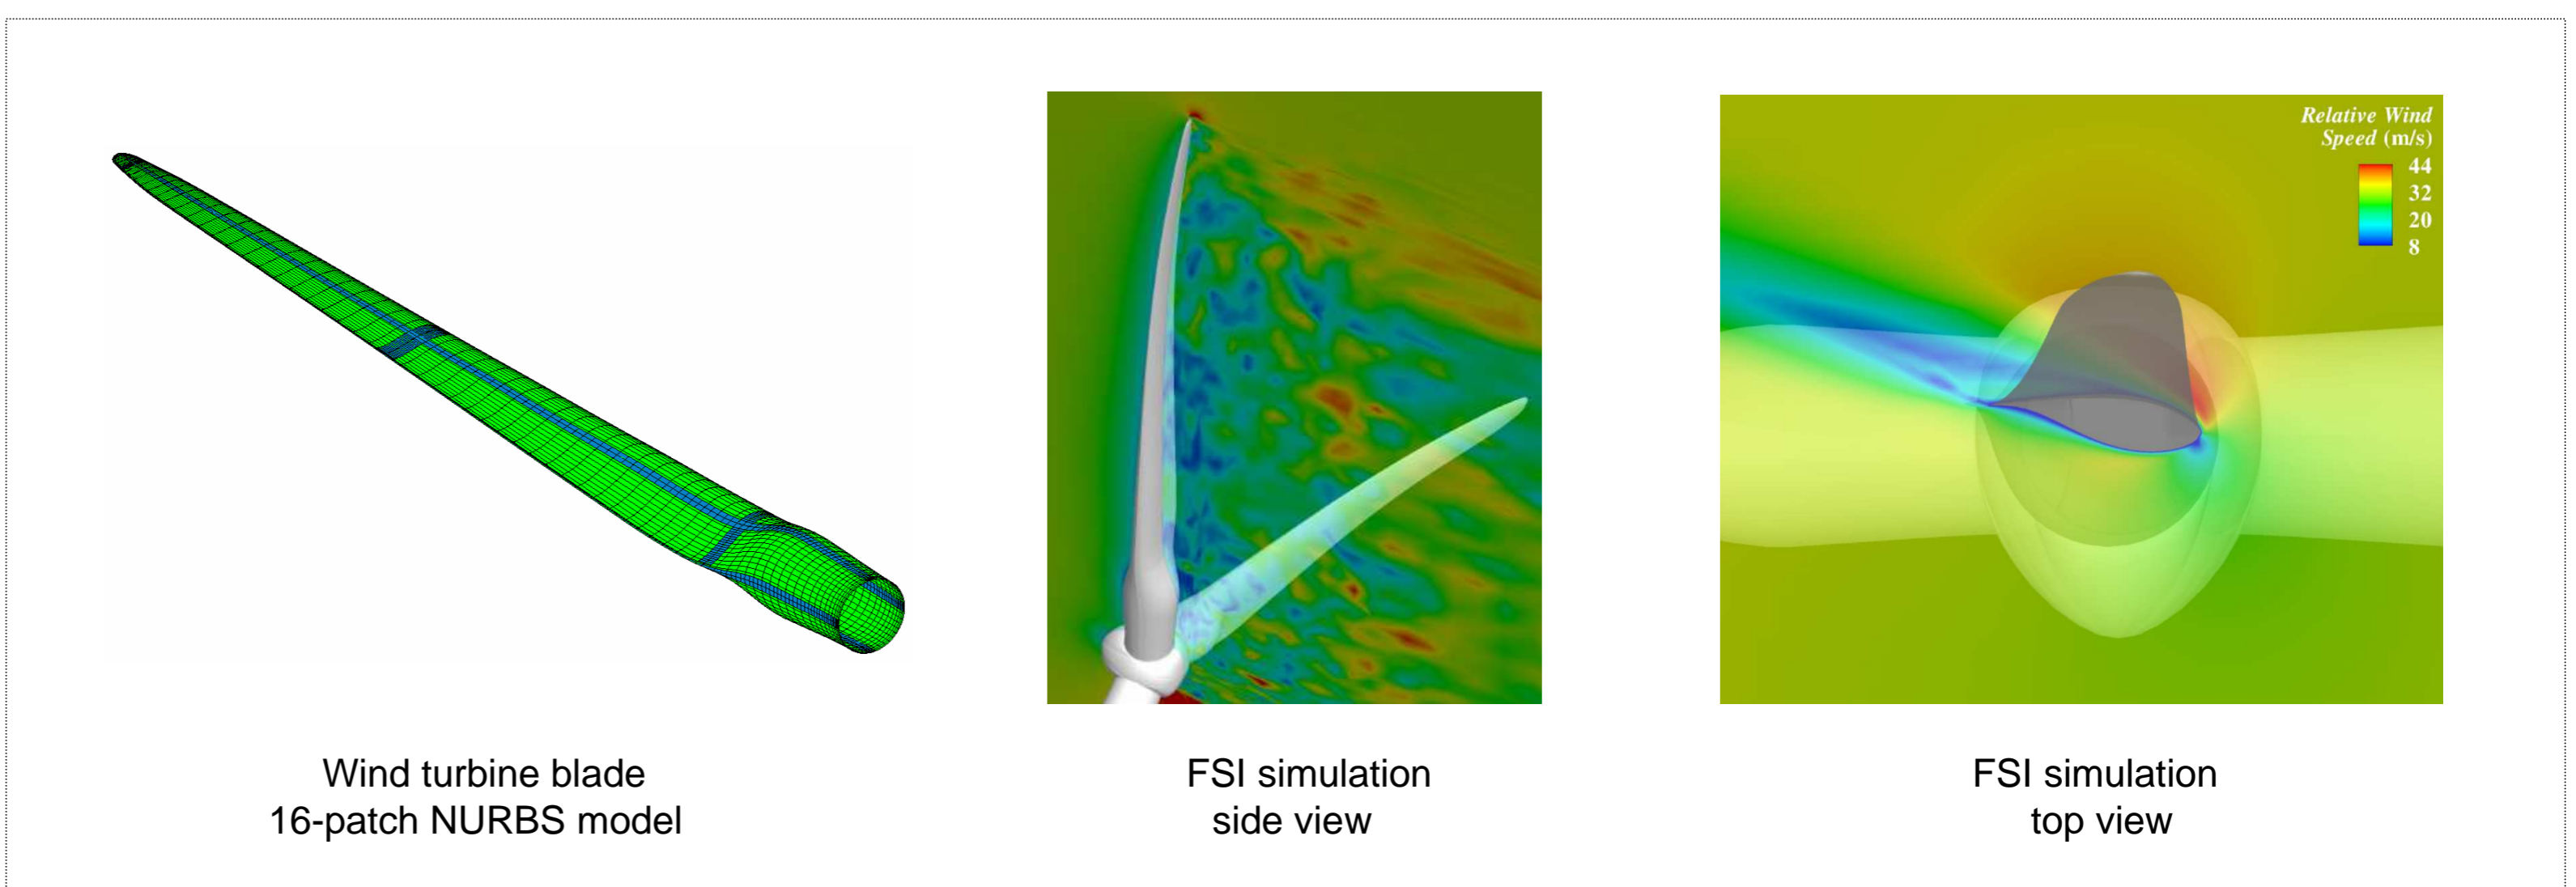 Relative Wind
Speed (m/s)
44
32
20
8
Wind turbine blade
16-patch NURBS model
FSI simulation
side view
FSI simulation
top view